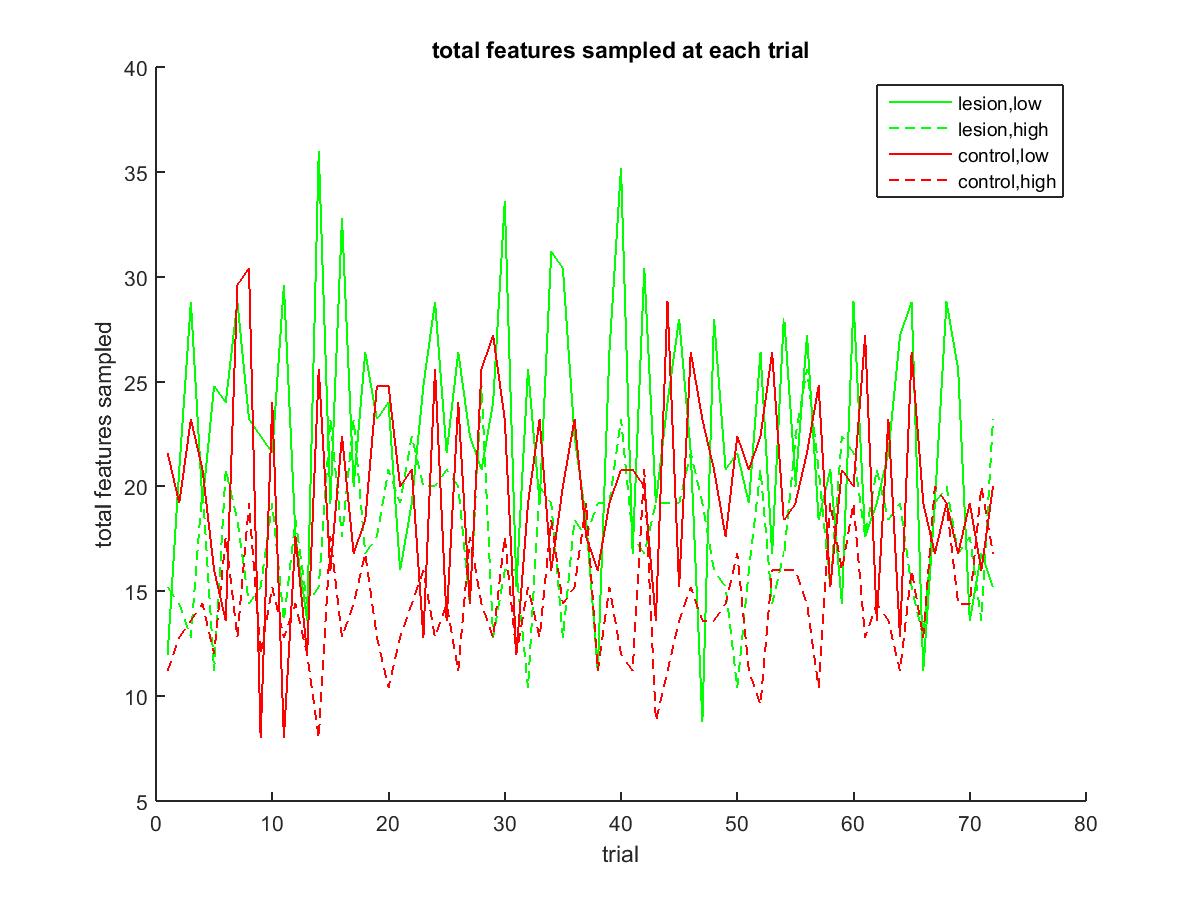 total features sampled at each trial
40
35
30
25
20
15
10
5
total features sampled
lesion,low
lesion,high
control,low
control,high
0 10 20 30 40 50 60 70 80
trial